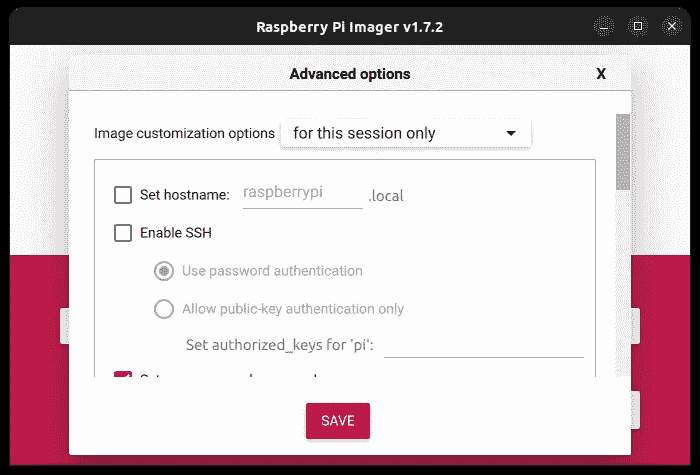 Raspberry Pi Imager v1.7.2
Advanced options X
Image customization options for this session only
Set hostname: raspberrypi .local
Enable SSH
Use password authentication
Allow public-key authentication only
Set authorized_keys for 'pi':
SAVE